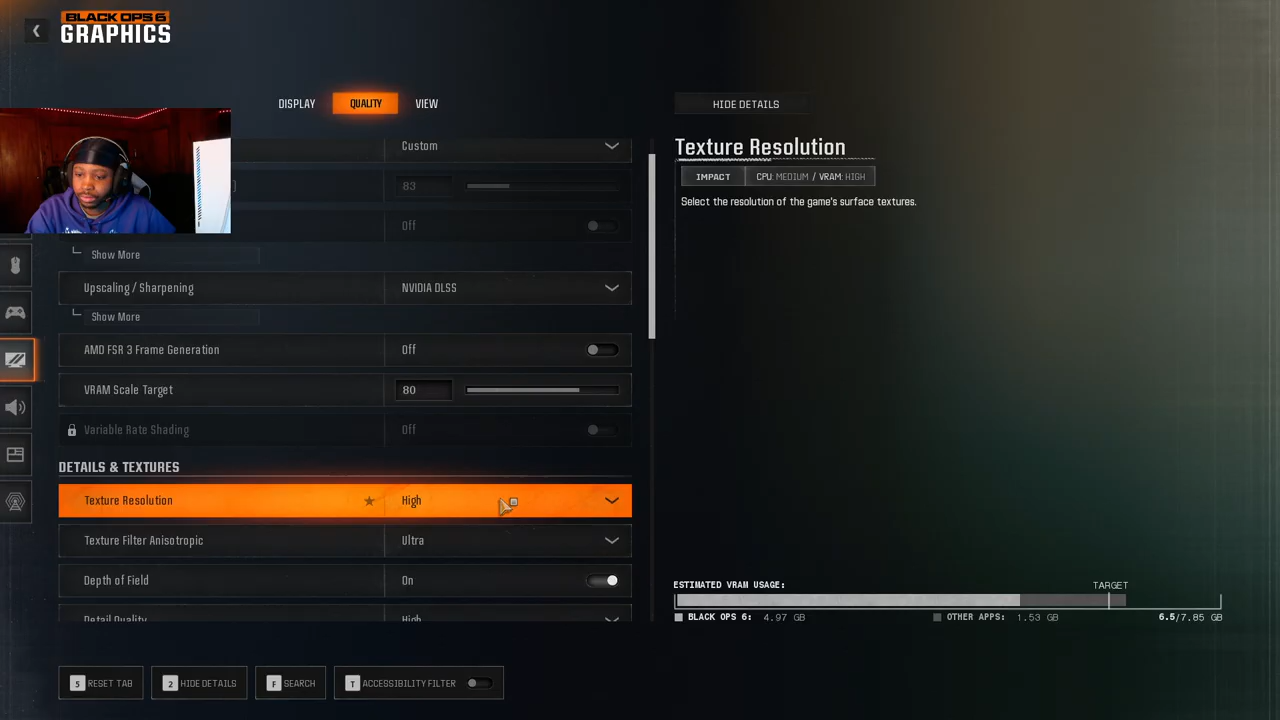 BLACK OPS 6
GRAPHICS
DISPLAY QUALITY VIEW
HIDE DETAILS
Custom
83
Off
Show More
Upscaling / Sharpening NVIDIA DLSS
Show More
AMD FSR 3 Frame Generation Off
VRAM Scale Target 80
Variable Rate Shading Off
DETAILS & TEXTURES
Texture Resolution High
Texture Filter Anisotropic Ultra
Depth of Field On
Detail Quality High
Texture Resolution
IMPACT CPU: MEDIUM / VRAM: HIGH
Select the resolution of the game's surface textures.
ESTIMATED VRAM USAGE: TARGET
BLACK OPS 6: 4.97 GB OTHER APPS: 1.53 GB 6.5/7.85 GB
5 RESET TAB 2 HIDE DETAILS F SEARCH T ACCESSIBILITY FILTER